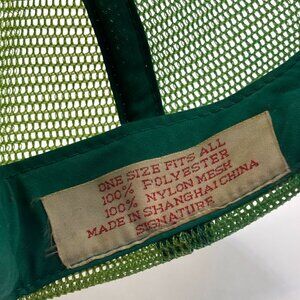 ONE SIZE FITS ALL
100% POLYESTER
100% NYLON MESH
MADE IN SHANGHAI CHINA
SIGNATURE